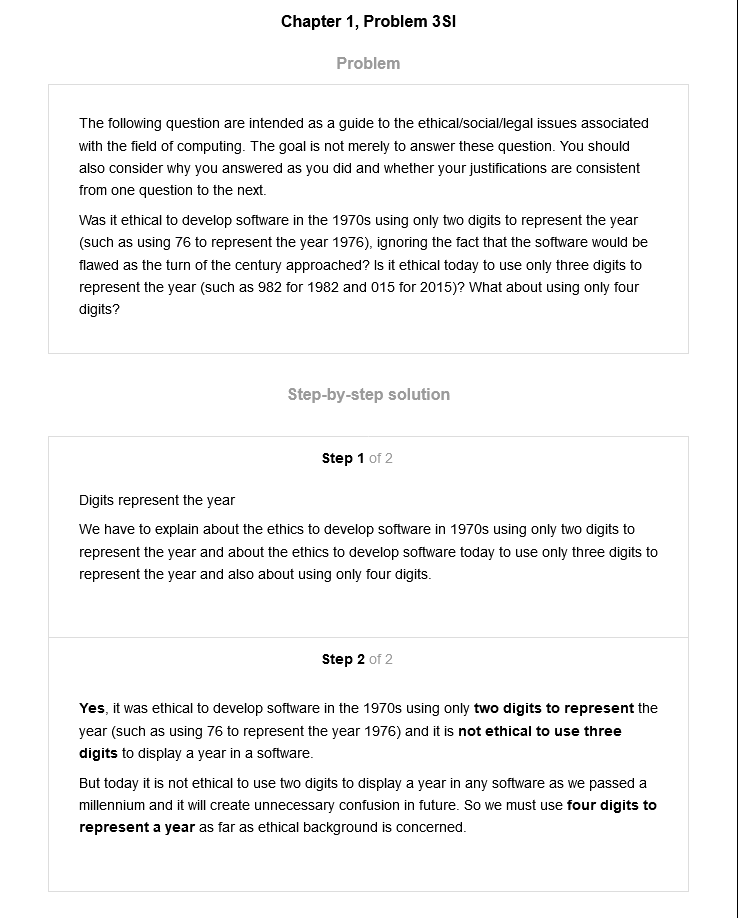 Chapter 1, Problem 3SI
Problem
The following question are intended as a guide to the ethical/social/legal issues associated
with the field of computing. The goal is not merely to answer these question. You should
also consider why you answered as you did and whether your justifications are consistent
from one question to the next.
Was it ethical to develop software in the 1970s using only two digits to represent the year
(such as using 76 to represent the year 1976), ignoring the fact that the software would be
flawed as the turn of the century approached? Is it ethical today to use only three digits to
represent the year (such as 982 for 1982 and 015 for 2015)? What about using only four
digits?
Step-by-step solution
Step 1 of 2
Digits represent the year
We have to explain about the ethics to develop software in 1970s using only two digits to
represent the year and about the ethics to develop software today to use only three digits to
represent the year and also about using only four digits.
Step 2 of 2
Yes, it was ethical to develop software in the 1970s using only two digits to represent the
year (such as using 76 to represent the year 1976) and it is not ethical to use three
digits to display a year in a software.
But today it is not ethical to use two digits to display a year in any software as we passed a
millennium and it will create unnecessary confusion in future. So we must use four digits to
represent a year as far as ethical background is concerned.